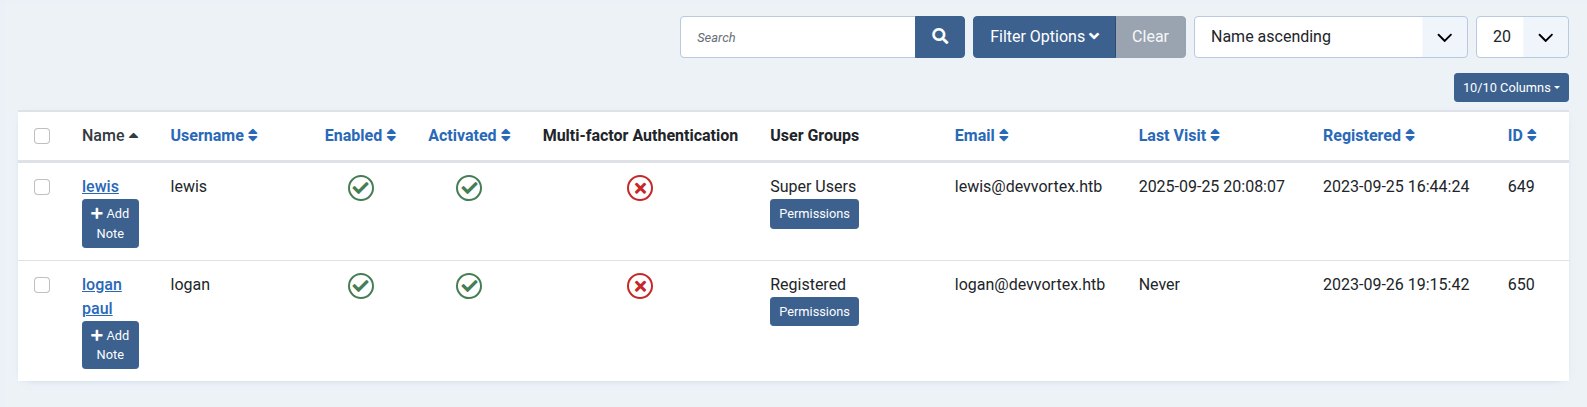 Search
Filter Options
Clear
Name ascending
20
10/10 Columns
Name Username Enabled Activated Multi-factor Authentication User Groups Email Last Visit Registered ID
lewis lewis Super Users lewis@devvortex.htb 2025-09-25 20:08:07 2023-09-25 16:44:24 649
+ Add Permissions
Note
logan logan Registered logan@devvortex.htb Never 2023-09-26 19:15:42 650
paul Permissions
+ Add
Note